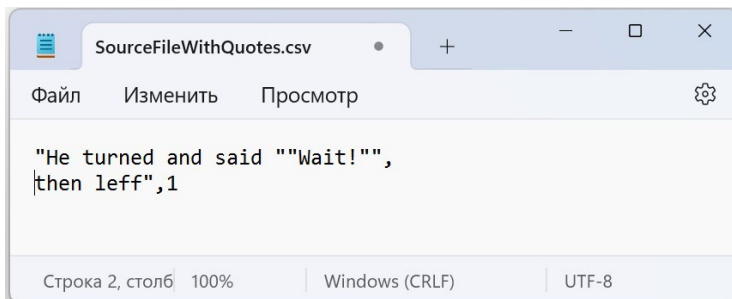 SourceFileWithQuotes.csv
Файл Изменить Просмотр
"He turned and said ""Wait!"",
then leff",1
Строка 2, столб 100% Windows (CRLF) UTF-8